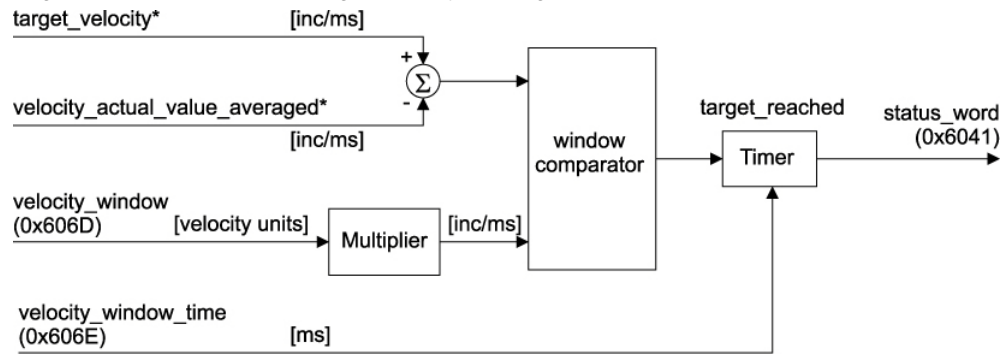 target_velocity* [inc/ms]
+
Σ
-
velocity_actual_value_averaged*
[inc/ms]
window
comparator
target_reached
Timer
status_word
(0x6041)
velocity_window
(0x606D) [velocity units]
Multiplier
[inc/ms]
velocity_window_time
(0x606E) [ms]